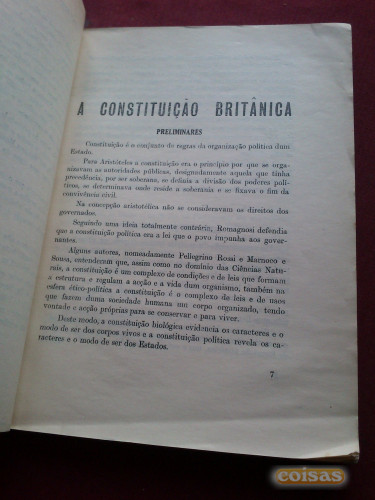 A CONSTITUIÇÃO BRITÂNICA
PRELIMINARES
Constituição é o conjunto de regras da organização política dum
Estado.
Para Aristóteles a constituição era o princípio por que se orga-
nizavam as autoridades públicas, designadamente aquela que tinha
precedência, por ser soberana, se definia a divisão dos poderes polí-
ticos, se determinava onde reside a soberania e se fixava o fim da
convivência civil.
Na concepção aristotélica não se consideravam os direitos dos
governados.
Seguindo uma ideia totalmente contrária, Romagnosi defendia
que a constituição política era a lei que o povo impunha aos gover-
nantes.
Alguns autores, nomeadamente Pellegrino Rossi e Marnoco e
Sousa, entenderam que, assim como no domínio das Ciências Natu-
rais, a constituição é um complexo de condições e de leis que formam
a estrutura e regulam a acção e a vida dum organismo, também na
esfera ético-política a constituição é o complexo de leis e de usos
que fazem duma sociedade humana um corpo organizado, tendo
vontade e acção próprias para se conservar e para viver.
Deste modo, a constituição biológica evidencia os caracteres e o
modo de ser dos corpos vivos e a constituição política revela os ca-
racteres e o modo de ser dos Estados.
7
coisas